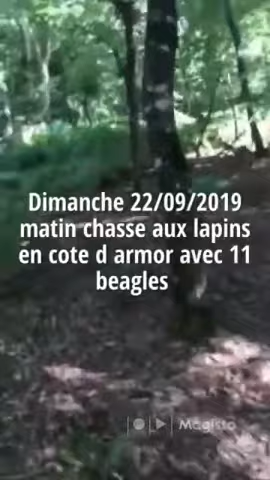 Dimanche 22/09/2019
matin chasse aux lapins
en cote d armor avec 11
beagles
Magisto